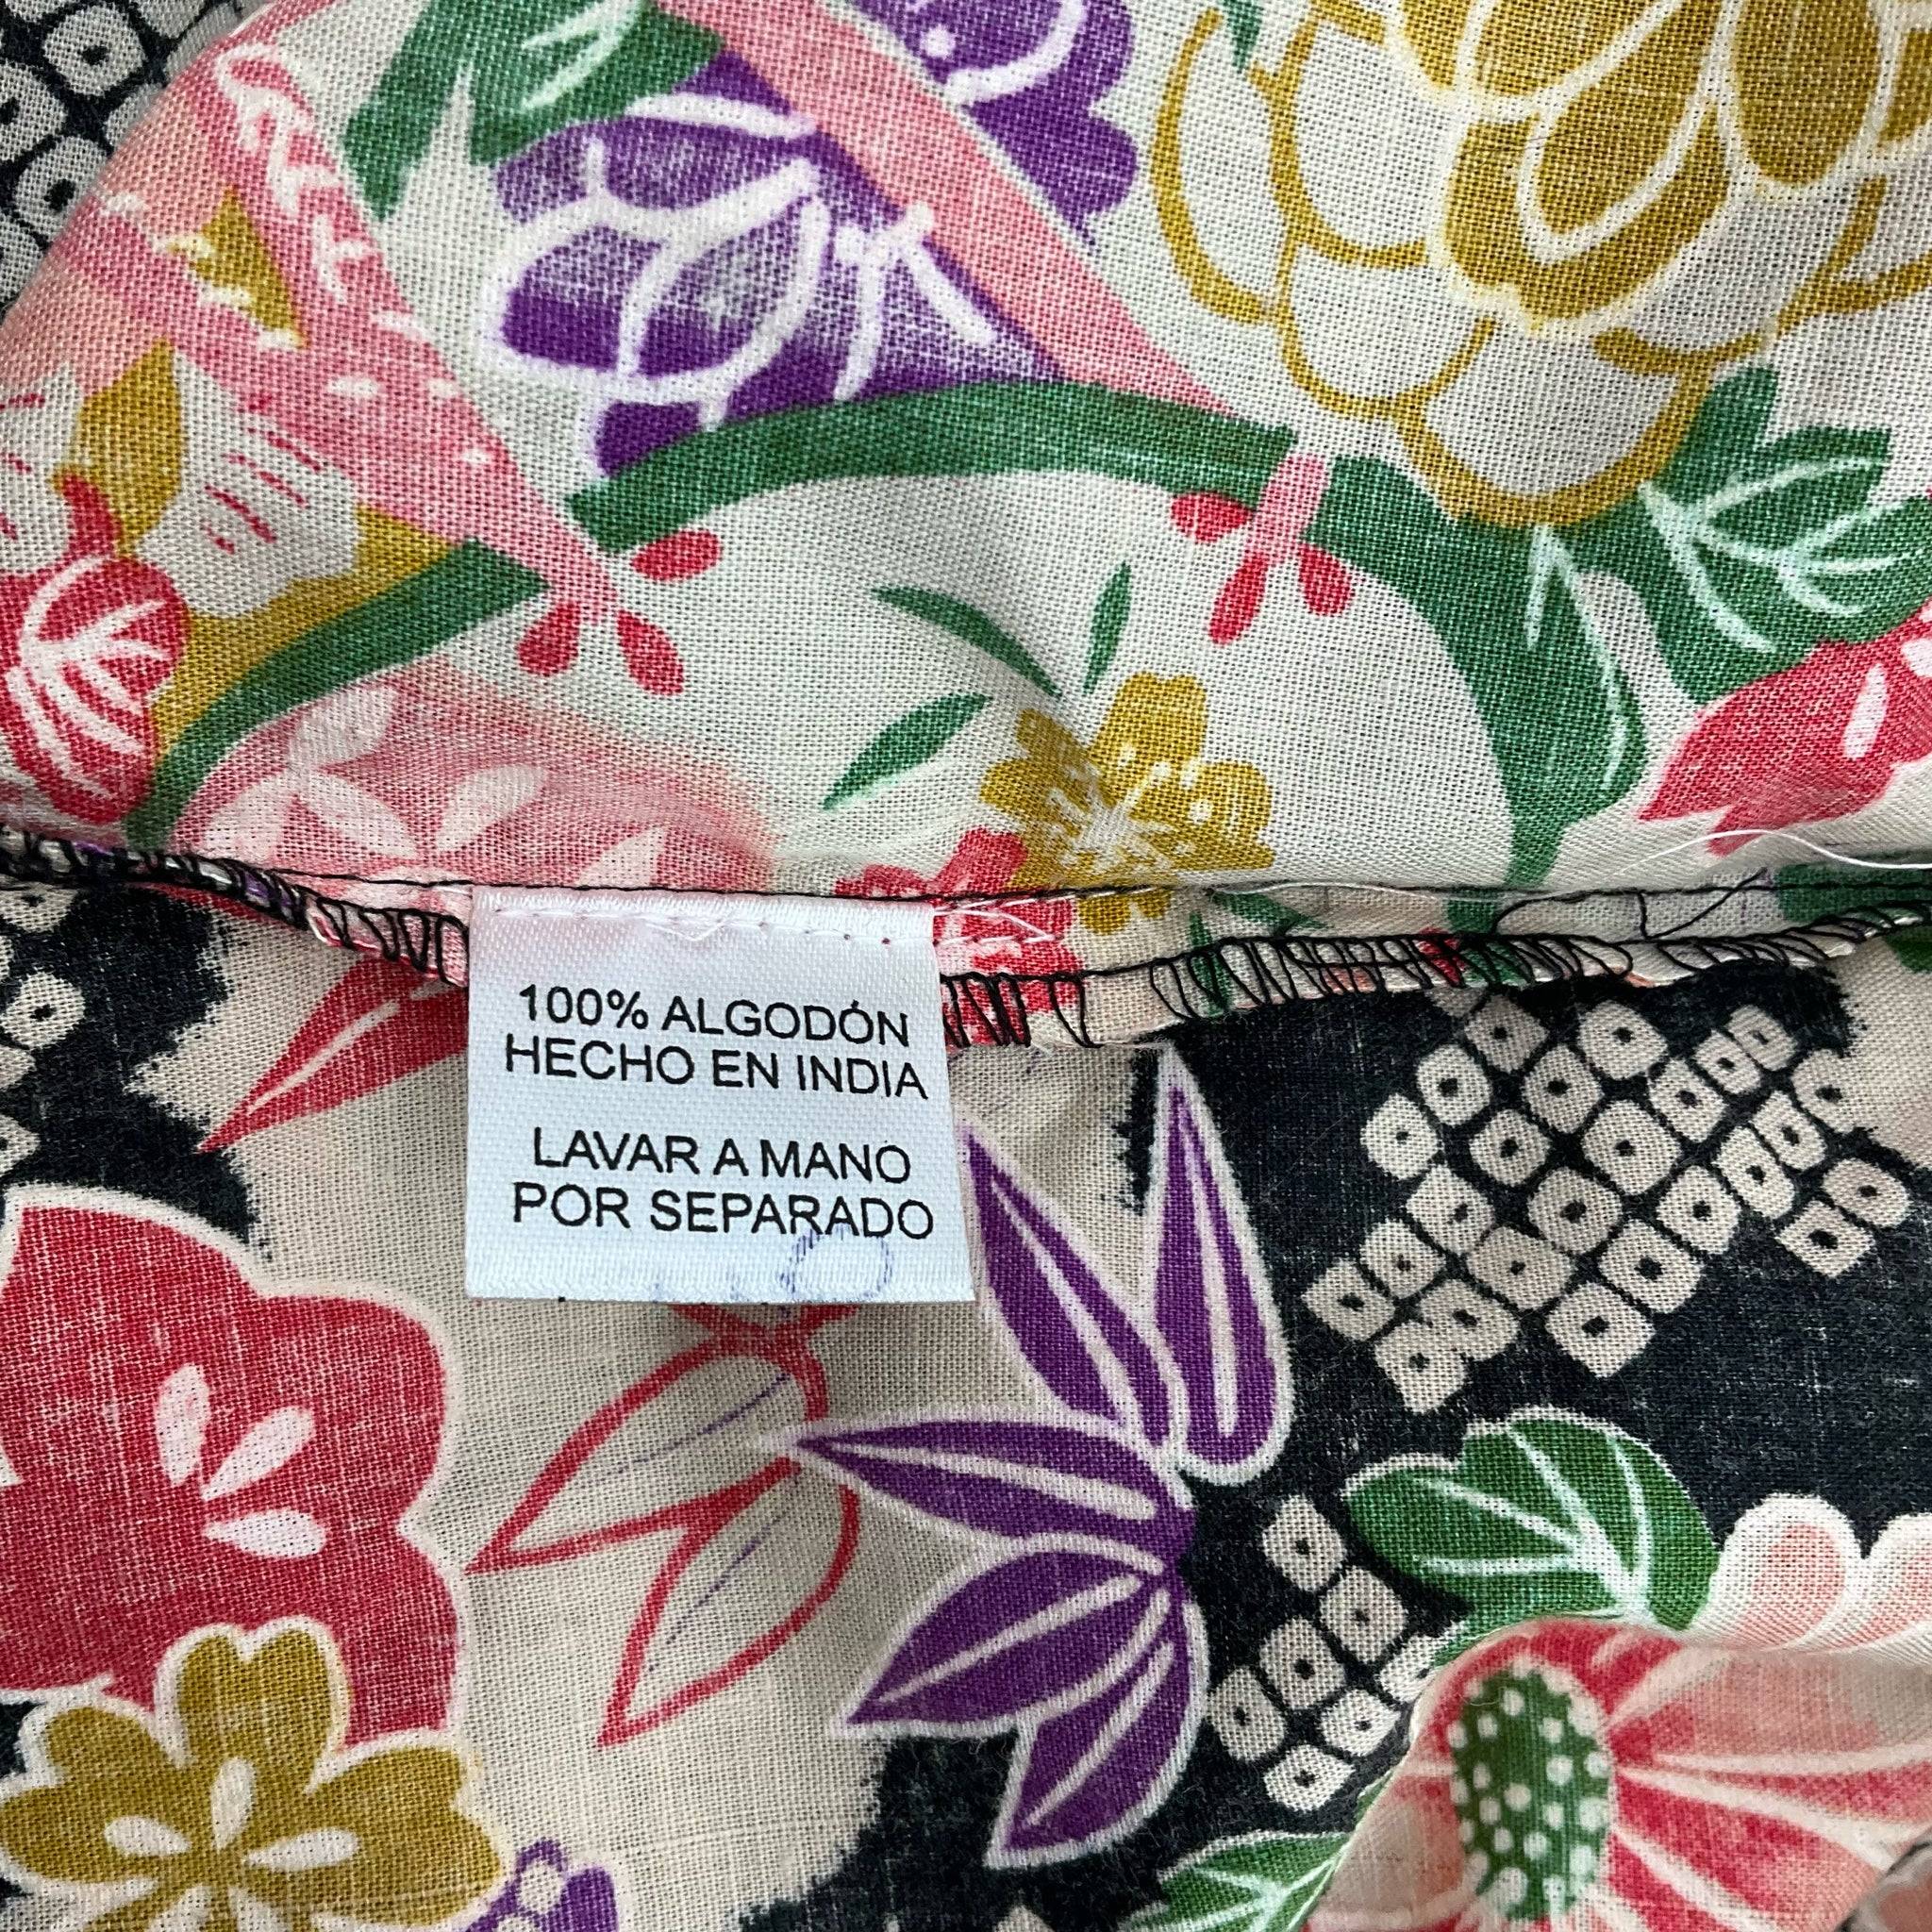 100% ALGODÓN
HECHO EN INDIA
LAVAR A MANO
POR SEPARADO